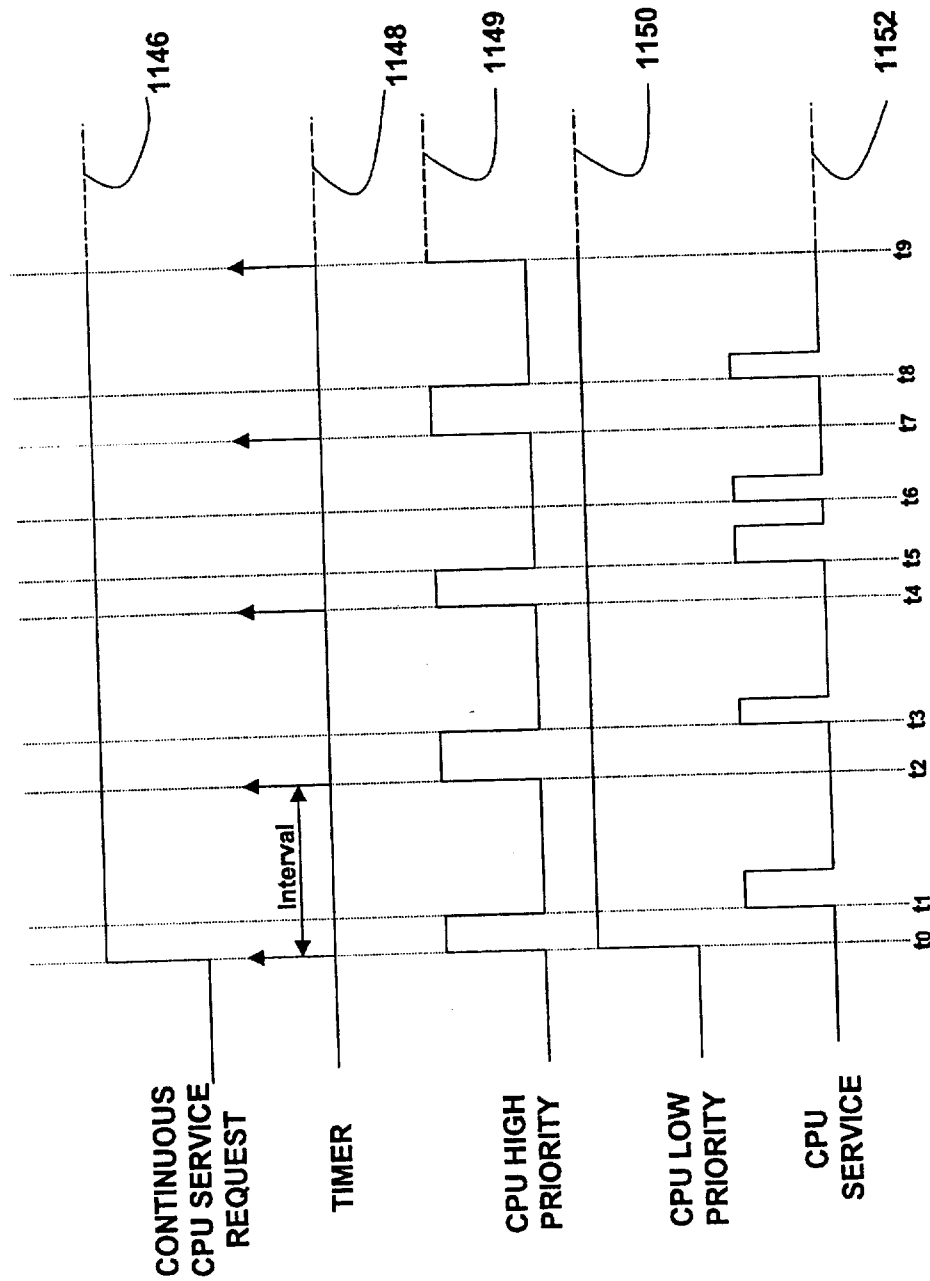 CONTINUOUS
CPU SERVICE
REQUEST
1146
TIMER
Interval
1148
CPU HIGH
PRIORITY
1149
CPU LOW
PRIORITY
1150
CPU
SERVICE
1152
t0
t1
t2
t3
t4
t5
t6
t7
t8
t9